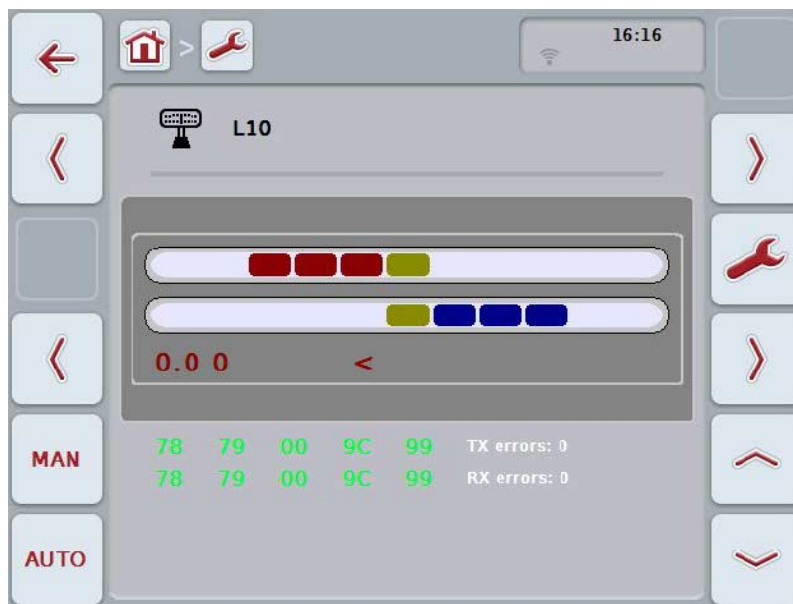 >
16:16
L10
0.0 0 <
78 79 00 9C 99 TX errors: 0
78 79 00 9C 99 RX errors: 0
MAN
AUTO